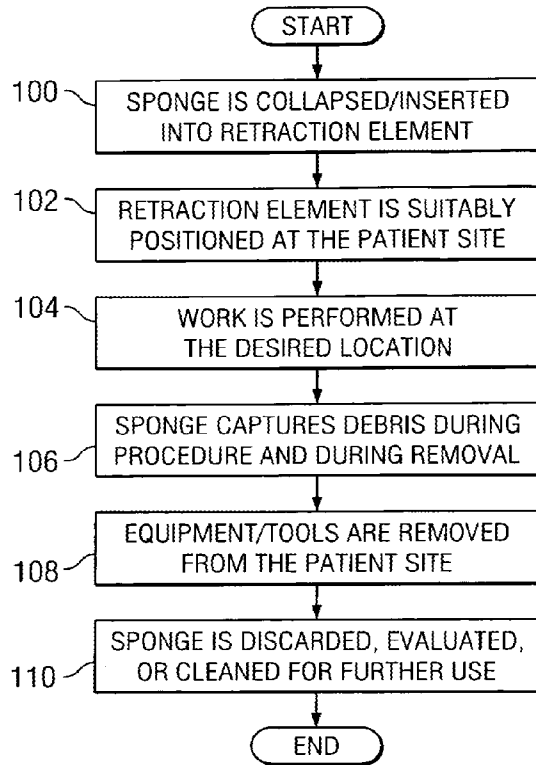 START
100
SPONGE IS COLLAPSED/INSERTED
INTO RETRACTION ELEMENT
102
RETRACTION ELEMENT IS SUITABLY
POSITIONED AT THE PATIENT SITE
104
WORK IS PERFORMED AT
THE DESIRED LOCATION
106
SPONGE CAPTURES DEBRIS DURING
PROCEDURE AND DURING REMOVAL
108
EQUIPMENT/TOOLS ARE REMOVED
FROM THE PATIENT SITE
110
SPONGE IS DISCARDED, EVALUATED,
OR CLEANED FOR FURTHER USE
END